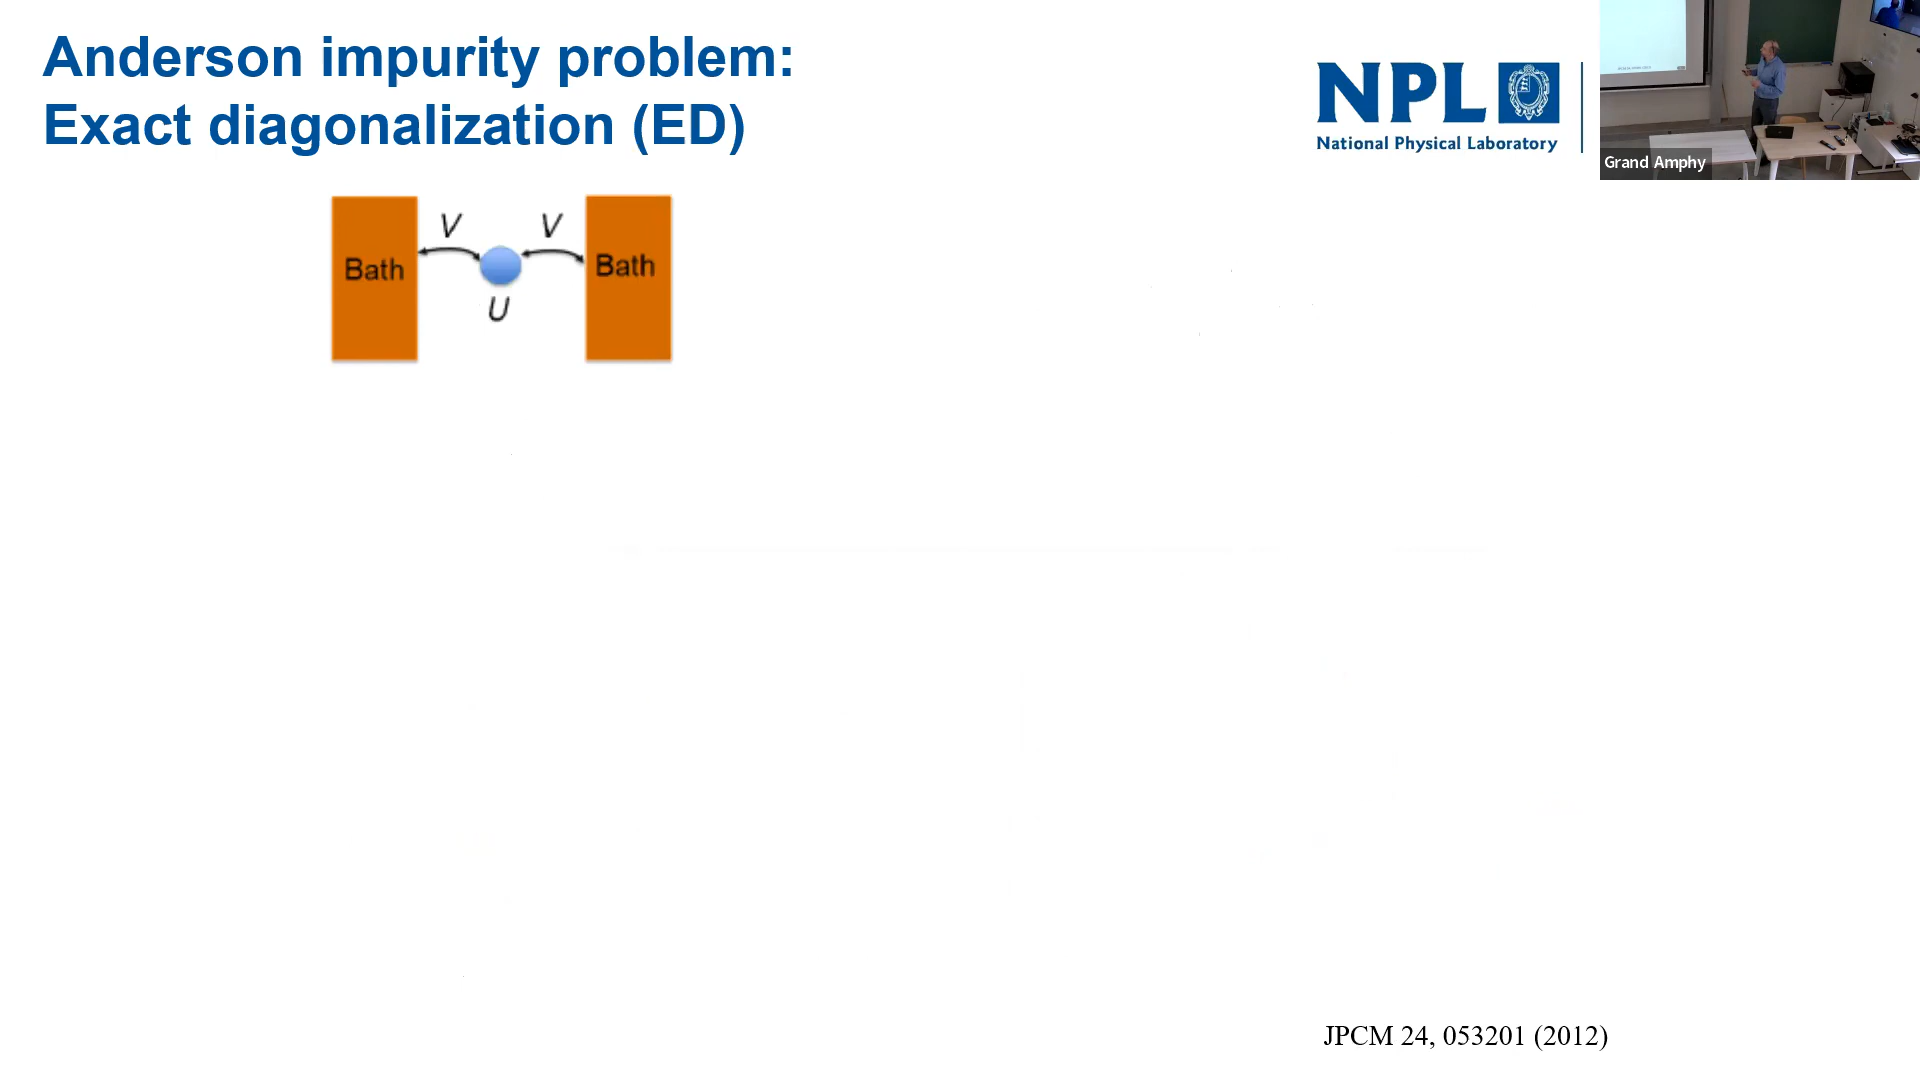 Anderson impurity problem:
Exact diagonalization (ED)
NPL
National Physical Laboratory
Grand Amphy
V
V
Bath
Bath
U
JPCM 24, 053201 (2012)